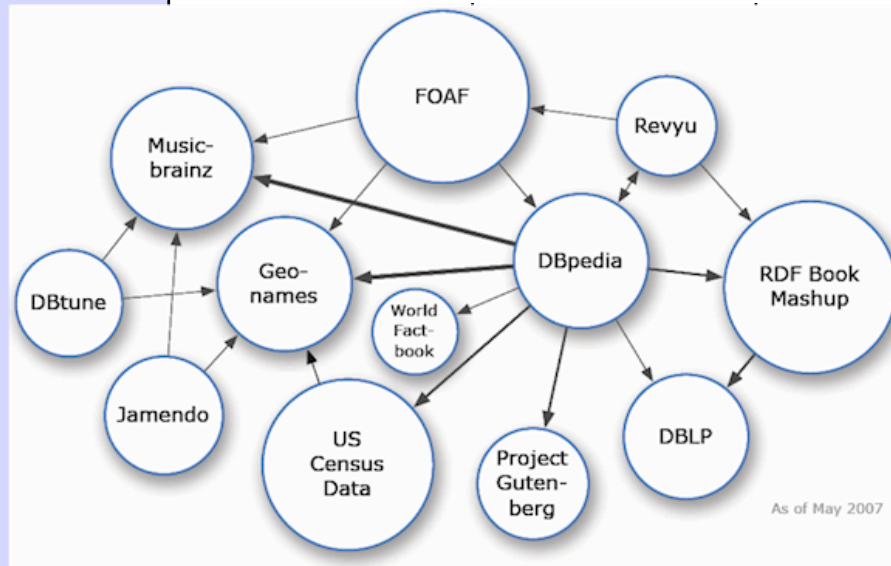 FOAF
Revyu
Music-
brainz
DBpedia
RDF Book
Mashup
Geo-
names
DBtune
World
Fact-
book
Jamendo
US
Census
Data
Project
Guten-
berg
DBLP
As of May 2007